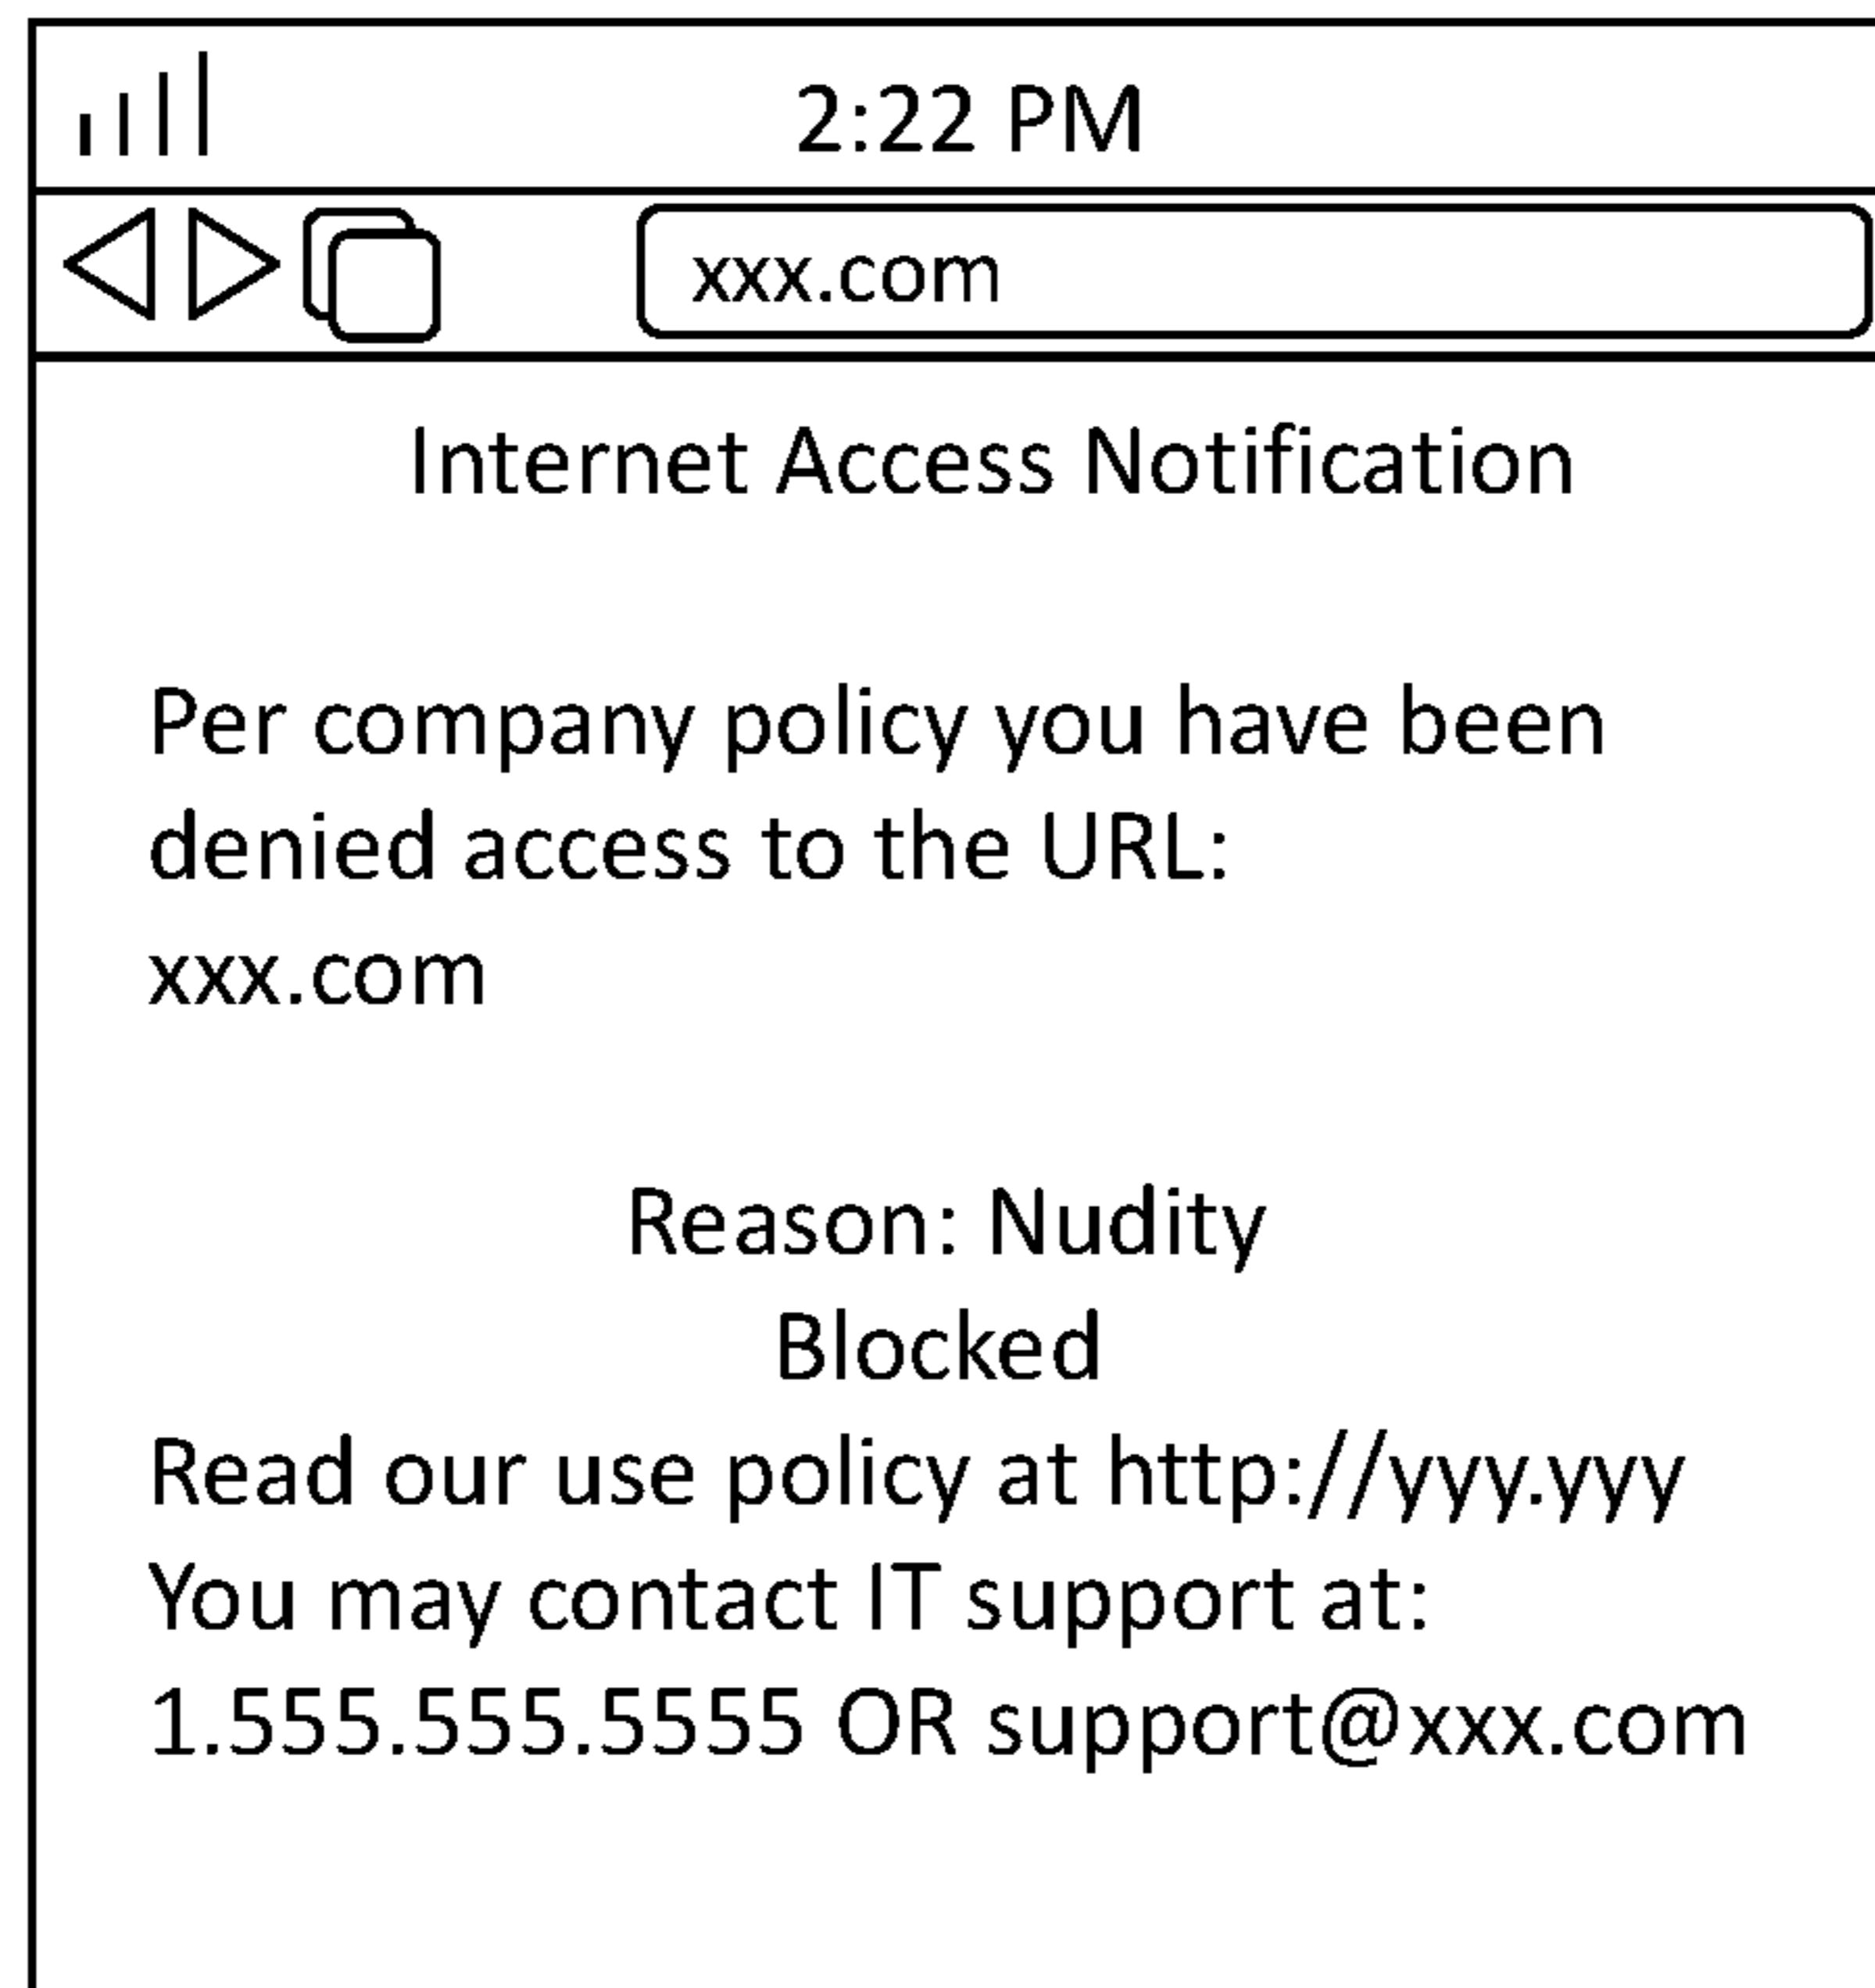 2:22 PM
xxx.com
Internet Access Notification
Per company policy you have been
denied access to the URL:
xxx.com
Reason: Nudity
Blocked
Read our use policy at http://yyy.yyy
You may contact IT support at:
1.555.555.5555 OR support@xxx.com